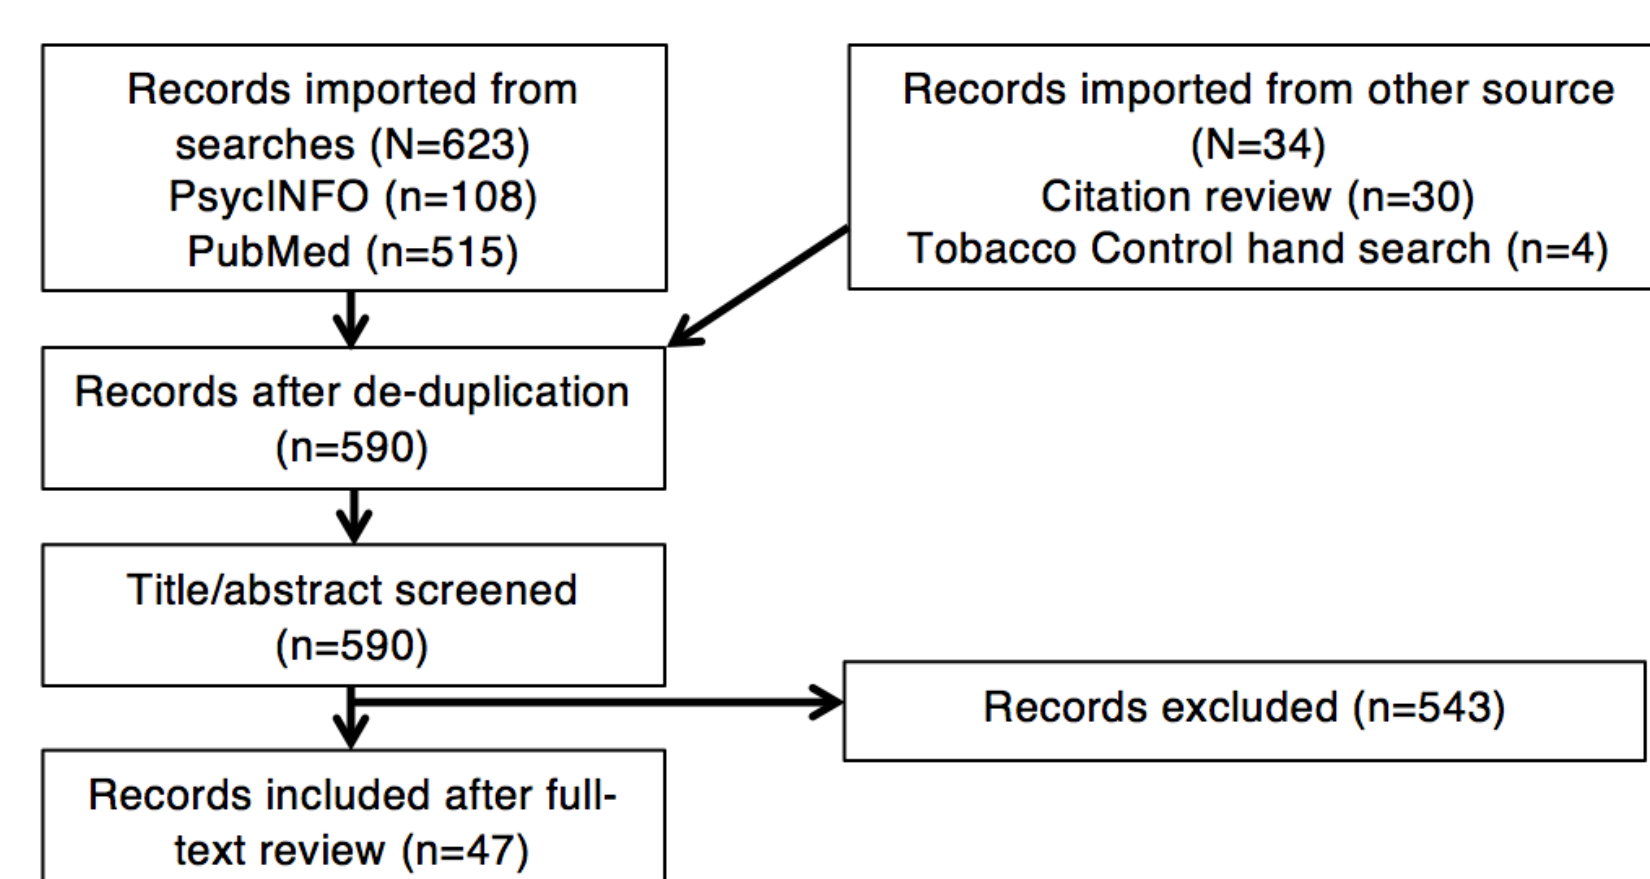 Records imported from
searches (N=623)
PsycINFO (n=108)
PubMed (n=515)
Records imported from other source
(N=34)
Citation review (n=30)
Tobacco Control hand search (n=4)
Records after de-duplication
(n=590)
Title/abstract screened
(n=590)
Records excluded (n=543)
Records included after full-
text review (n=47)